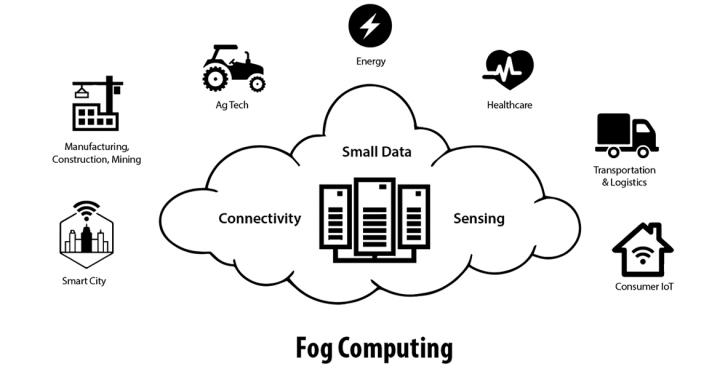 Energy
Ag Tech
Healthcare
Manufacturing,
Construction, Mining
Small Data
Transportation
& Logistics
Connectivity
Sensing
Smart City
Consumer IoT
Fog Computing